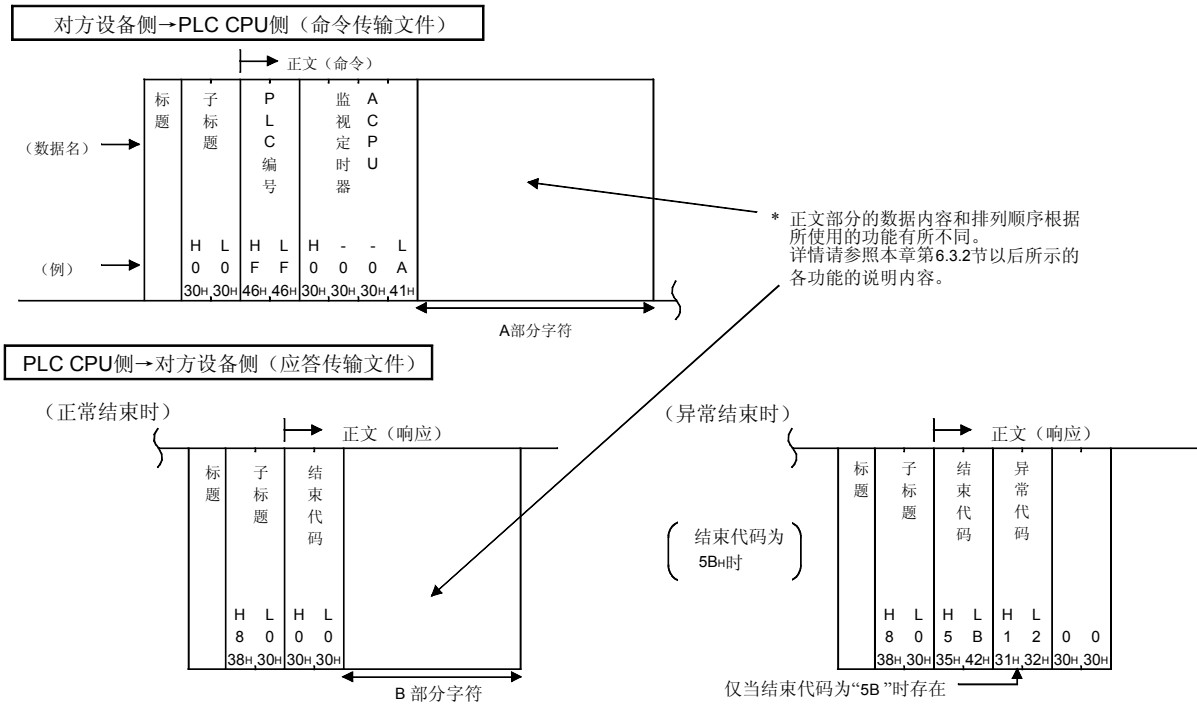 对方设备侧→PLC CPU侧（命令传输文件）
正文（命令）
标题
子标题
PLC编号
监视定时器
ACPU
（数据名）
H L H L H - - L
（例）
0 0 F F 0 0 0 A
30H 30H 46H 46H 30H 30H 30H 41H
A部分字符
* 正文部分的数据内容和排列顺序根据
所使用的功能有所不同。
详情请参照本章第6.3.2节以后所示的
各功能的说明内容。
PLC CPU侧→对方设备侧（应答传输文件）
（正常结束时）
正文（响应）
标题
子标题
结束代码
H L H L
8 0 0 0
38H 30H 30H 30H
B 部分字符
（异常结束时）
正文（响应）
结束代码为
5BH时
标题
子标题
结束代码
异常代码
H L H L H L
8 0 5 B 1 2 0 0
38H 30H 35H 42H 31H 32H 30H 30H
仅当结束代码为“5B ”时存在